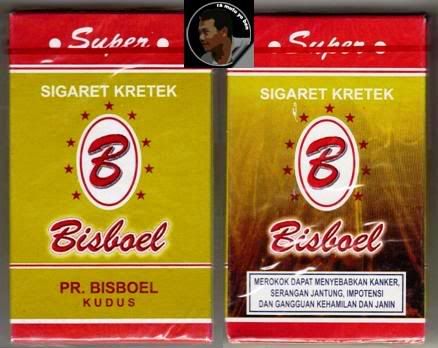 Super
SIGARET KRETEK
B
Bisboel
PR. BISBOEL
KUDUS
Super
SIGARET KRETEK
B
Bisboel
MEROKOK DAPAT MENYEBABKAN KANKER,
SERANGAN JANTUNG, IMPOTENSI
DAN GANGGUAN KEHAMILAN DAN JANIN